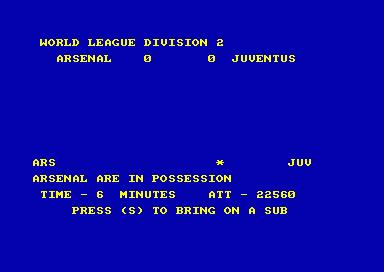 WORLD LEAGUE DIVISION 2
ARSENAL 0 0 JUVENTUS
ARS * JUV
ARSENAL ARE IN POSSESSION
TIME - 6 MINUTES ATT - 22560
PRESS (S) TO BRING ON A SUB